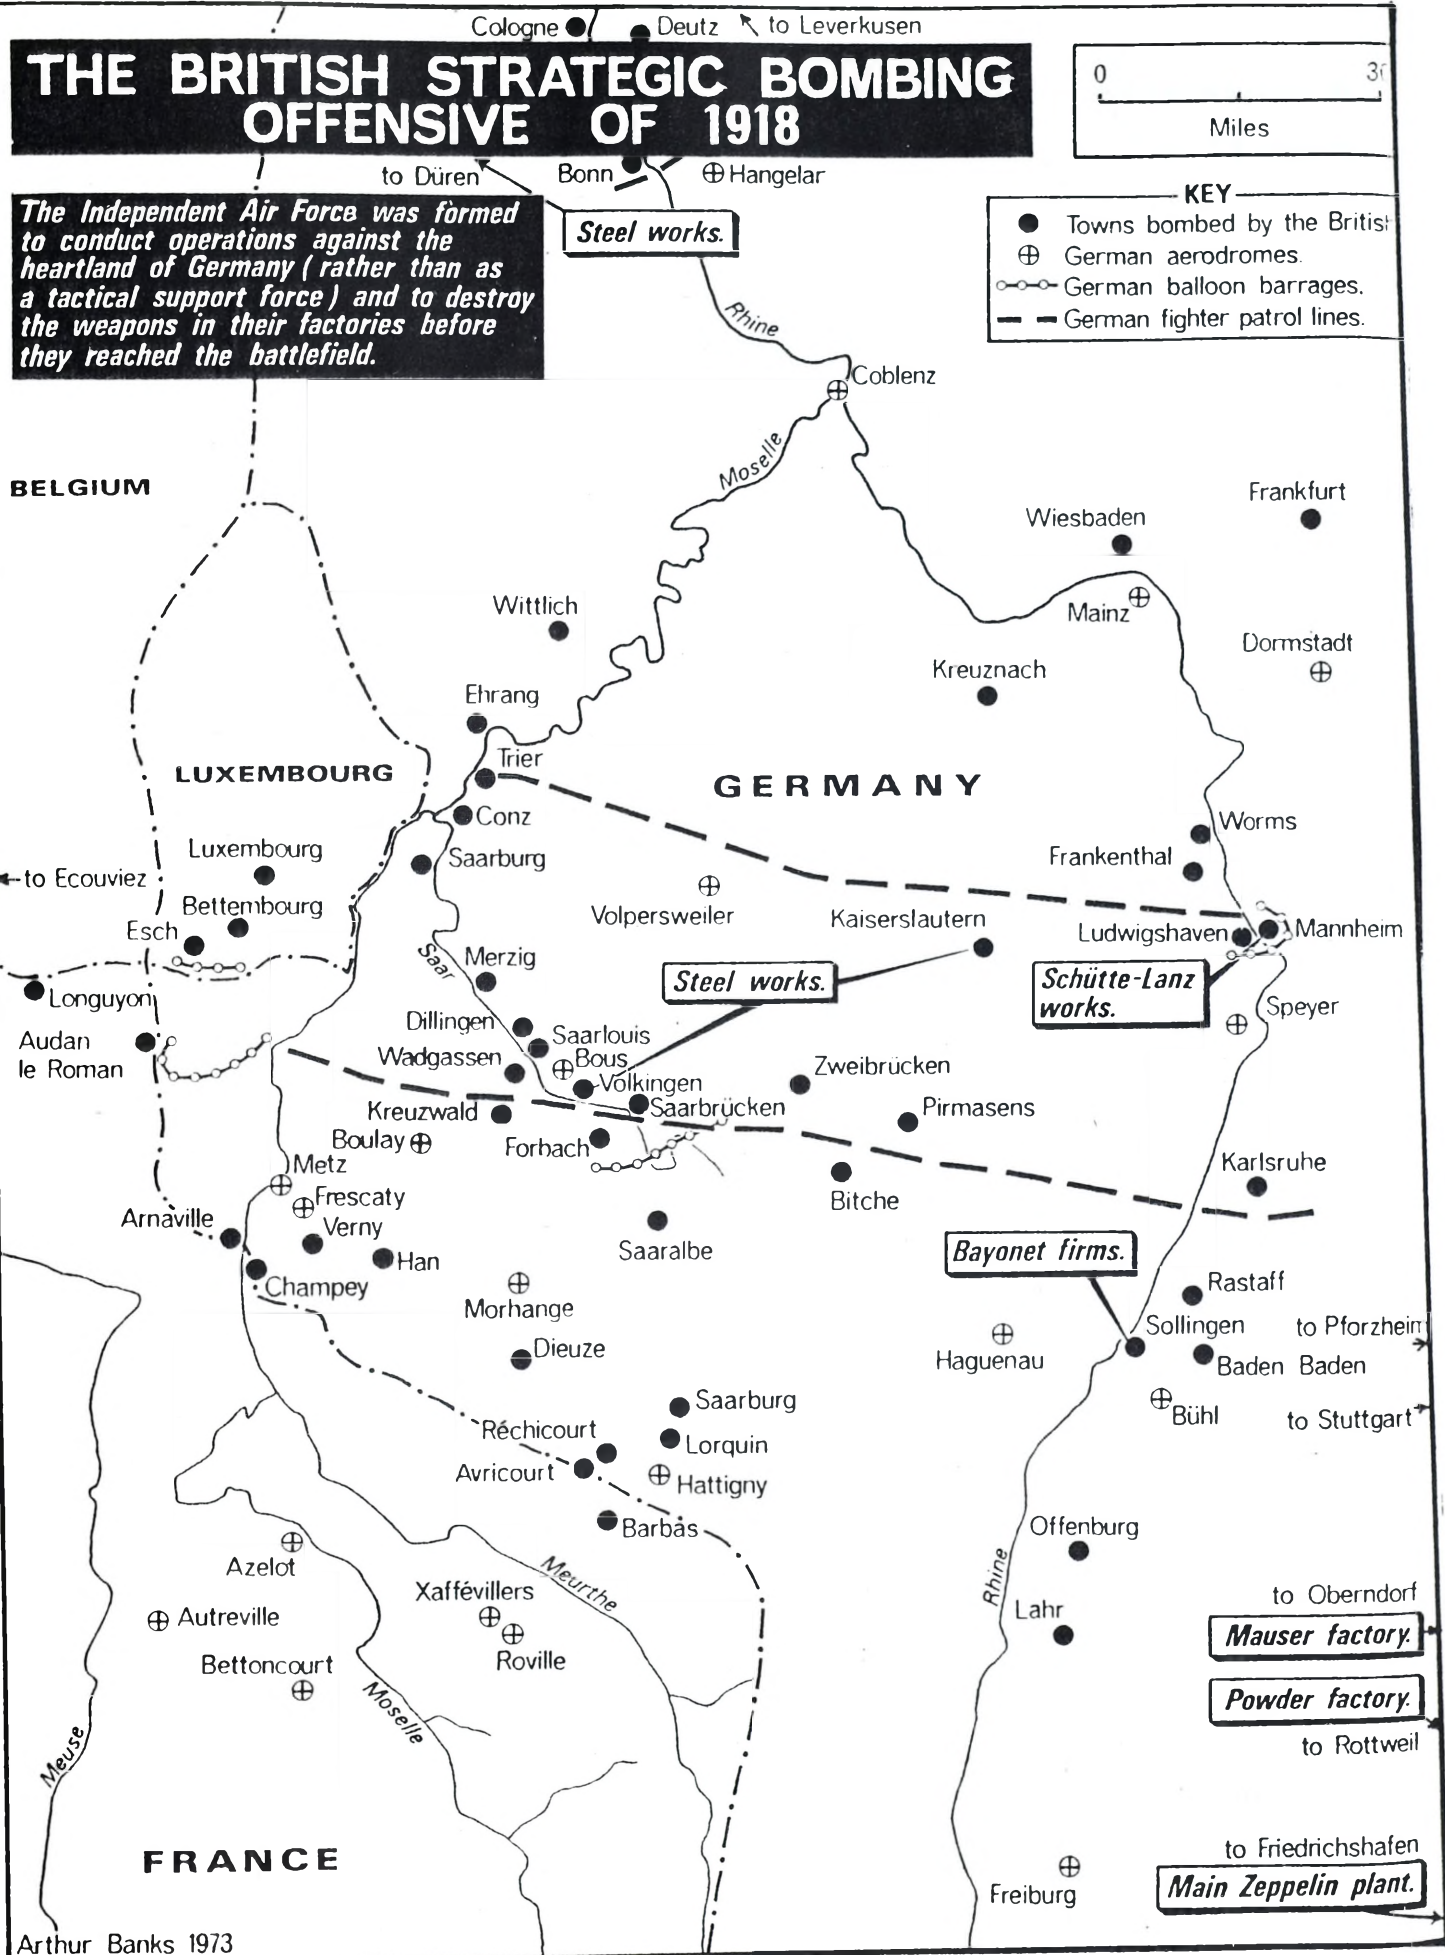 Cologne
Deutz
to Leverkusen
THE BRITISH STRATEGIC BOMBING
OFFENSIVE OF 1918
0
Miles
to Düren
Bonn
Hangelar
Steel works.
The Independent Air Force was formed
to conduct operations against the
heartland of Germany (rather than as
a tactical support force) and to destroy
the weapons in their factories before
they reached the battlefield.
KEY
Towns bombed by the British
German aerodromes.
German balloon barrages.
German fighter patrol lines.
Rhine
Coblenz
Moselle
BELGIUM
Frankfurt
Wiesbaden
Mainz
Wittlich
Dormstadt
Kreuznach
Ehrang
Trier
LUXEMBOURG
GERMANY
Conz
Worms
Luxembourg
Saarburg
Frankenthal
to Ecouviez
Volpersweiler
Kaiserslautern
Bettembourg
Esch
Ludwigshaven
Mannheim
Saar
Merzig
Steel works.
Schütte-Lanz
works.
Longuyon
Speyer
Dillingen
Saarlouis
Audan
le Roman
Wadgassen
Bous
Zweibrücken
Volkingen
Kreuzwald
Saarbrücken
Pirmasens
Boulay
Forbach
Metz
Karlsruhe
Frescaty
Bitche
Arnaville
Verny
Han
Saaralbe
Bayonet firms.
Champey
Rastaff
Morhange
Sollingen
to Pforzheim
Dieuze
Haguenau
Baden Baden
Saarburg
Bühl
to Stuttgart
Réchicourt
Lorquin
Avricourt
Hattigny
Barbas
Offenburg
Azelot
Meurthe
Xaffévillers
Rhine
to Oberndorf
Autreville
Lahr
Mauser factory.
Roville
Bettoncourt
Moselle
Powder factory.
to Rottweil
Meuse
FRANCE
to Friedrichshafen
Freiburg
Main Zeppelin plant.
Arthur Banks 1973